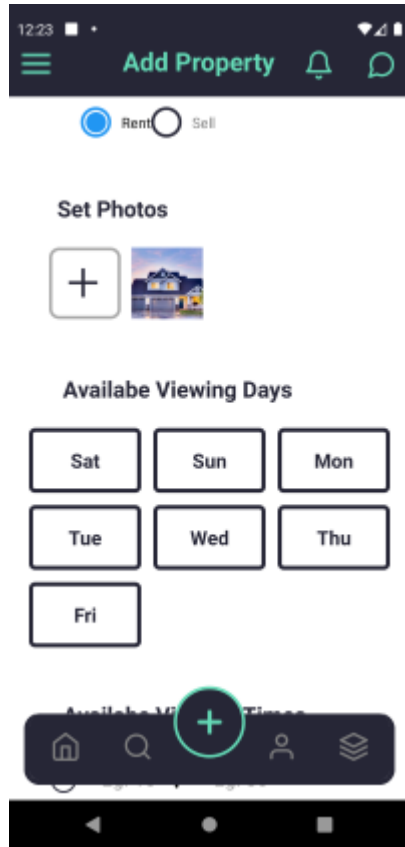 12:23
Add Property
Rent Sell
Set Photos
Availabe Viewing Days
Sat Sun Mon
Tue Wed Thu
Fri